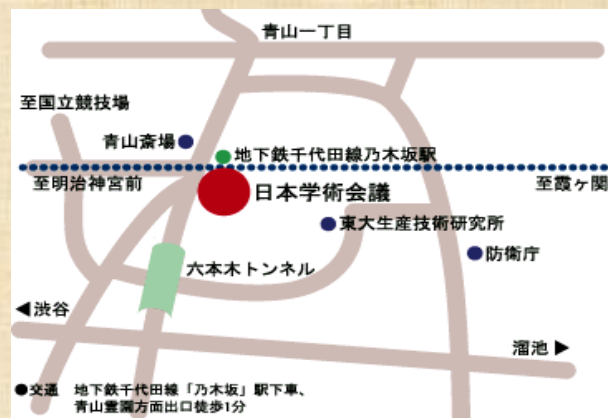 青山一丁目
至国立競技場
青山斎場
地下鉄千代田線乃木坂駅
至明治神宮前
至霞ヶ関
日本学術会議
東大生産技術研究所
防衛庁
六本木トンネル
◀渋谷
溜池▶
●交通 地下鉄千代田線「乃木坂」駅下車、
青山霊園方面出口徒歩1分